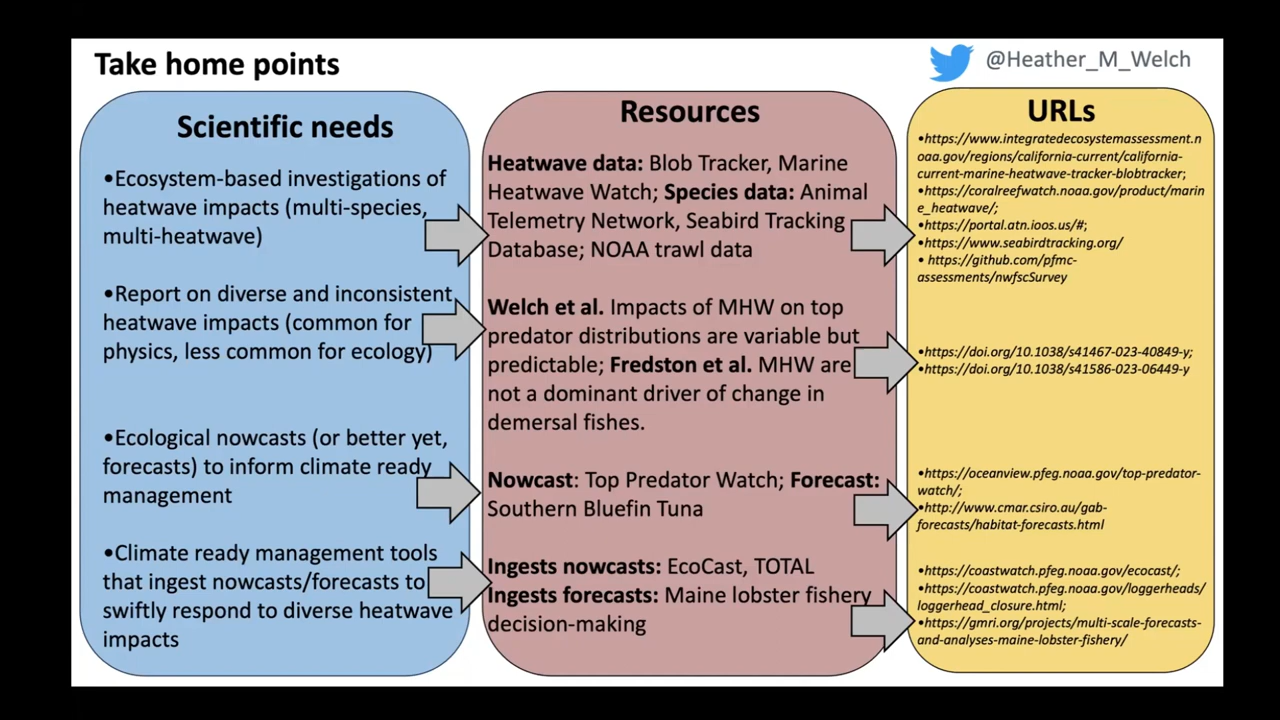 Take home points
@Heather_M_Welch
Scientific needs
•Ecosystem-based investigations of
heatwave impacts (multi-species,
multi-heatwave)
•Report on diverse and inconsistent
heatwave impacts (common for
physics, less common for ecology)
•Ecological nowcasts (or better yet,
forecasts) to inform climate ready
management
•Climate ready management tools
that ingest nowcasts/forecasts to
swiftly respond to diverse heatwave
impacts
Resources
Heatwave data: Blob Tracker, Marine
Heatwave Watch; Species data: Animal
Telemetry Network, Seabird Tracking
Database; NOAA trawl data
Welch et al. Impacts of MHW on top
predator distributions are variable but
predictable; Fredston et al. MHW are
not a dominant driver of change in
demersal fishes.
Nowcast: Top Predator Watch; Forecast:
Southern Bluefin Tuna
Ingests nowcasts: EcoCast, TOTAL
Ingests forecasts: Maine lobster fishery
decision-making
URLs
•https://www.integratedecosystemassessment.n
oaa.gov/regions/california-current/california-
current-marine-heatwave-tracker-blobtracker;
•https://coralreefwatch.noaa.gov/product/marin
e_heatwave/;
•https://portal.atn.ioos.us/#;
•https://www.seabirdtracking.org/
• https://github.com/pfmc-
assessments/nwfscSurvey
•https://doi.org/10.1038/s41467-023-40849-y;
•https://doi.org/10.1038/s41586-023-06449-y
•https://oceanview.pfeg.noaa.gov/top-predator-
watch/;
•http://www.cmar.csiro.au/gab-
forecasts/habitat-forecasts.html
•https://coastwatch.pfeg.noaa.gov/ecocast/;
•https://coastwatch.pfeg.noaa.gov/loggerheads/
loggerhead_closure.html;
•https://gmri.org/projects/multi-scale-forecasts-
and-analyses-maine-lobster-fishery/